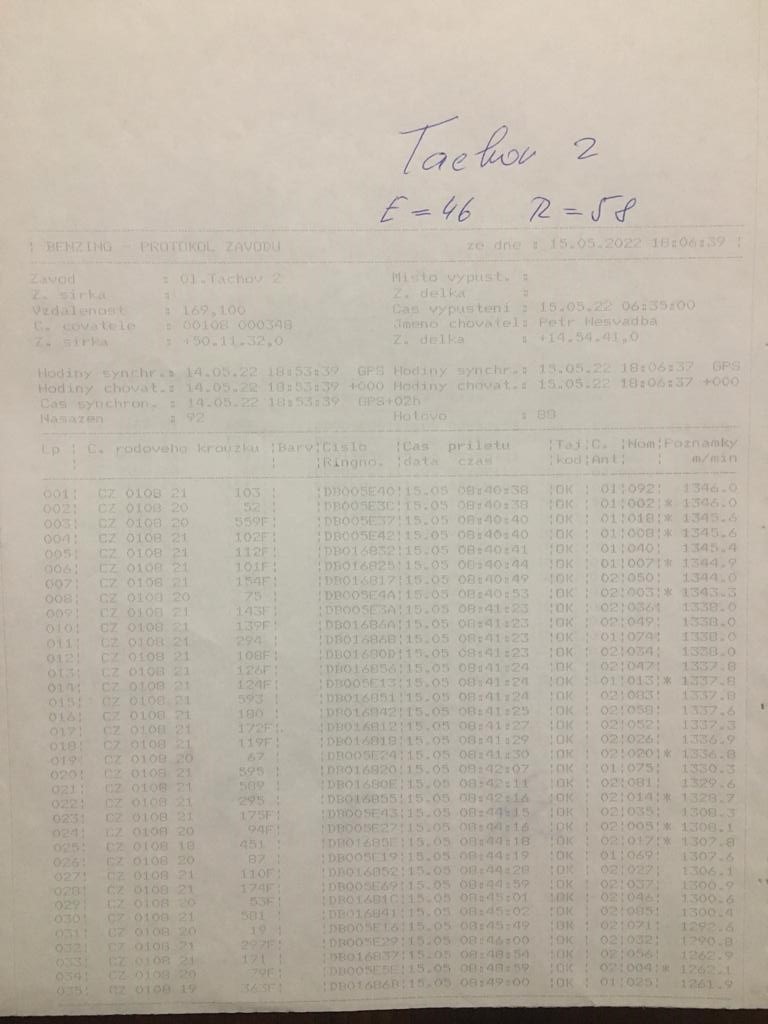 Tachov 2
E = 46 R = 58
| BENZING - PROTOKOL ZAVODU ze dne : 15.05.2022 18:06:39 |
Zavod : 01.Tachov 2 Misto vypust. :
Z. sirka : Z. delka :
Vzdalenost : 169,100 Cas vypusteni : 15.05.22 06:35:00
C. covatele : 00108 000348 Jmeno chovatel: Petr Nesvadba
Z. sirka : +50.11.32,0 Z. delka : +14.54.41,0
Hodiny synchr.: 14.05.22 18:53:39 GPS Hodiny synchr.: 15.05.22 18:06:37 GPS
Hodiny chovat.: 14.05.22 18:53:39 +000 Hodiny chovat.: 15.05.22 18:06:37 +000
Cas synchron. : 14.05.22 18:53:39 GPS+02h
Nasazen : 92 Hotovo : 88
Lp | C. rodoveho krouzku |Barv|Cislo |Cas priletu |Taj|C. |Nom|Poznamky
| | |Ringno. |data czas |kod|Ant| | m/min
001| CZ 0108 21 103 | |DB005E40|15.05 08:40:38 |OK | 01|092| 1346.0
002| CZ 0108 20 52 | |DB005E3C|15.05 08:40:38 |OK | 01|002|* 1346.0
003| CZ 0108 20 559F| |DB005E37|15.05 08:40:40 |OK | 01|018|* 1345.6
004| CZ 0108 21 102F| |DB005E42|15.05 08:40:40 |OK | 01|008|* 1345.6
005| CZ 0108 21 112F| |DB016832|15.05 08:40:41 |OK | 01|040| 1345.4
006| CZ 0108 21 101F| |DB016825|15.05 08:40:44 |OK | 01|007|* 1344.9
007| CZ 0108 21 154F| |DB016817|15.05 08:40:49 |OK | 02|050| 1344.0
008| CZ 0108 20 75 | |DB005E4A|15.05 08:40:53 |OK | 02|003|* 1343.3
009| CZ 0108 21 143F| |DB005E3A|15.05 08:41:23 |OK | 02|036| 1338.0
010| CZ 0108 21 139F| |DB01686A|15.05 08:41:23 |OK | 02|049| 1338.0
011| CZ 0108 21 294 | |DB01686B|15.05 08:41:23 |OK | 01|074| 1338.0
012| CZ 0108 21 108F| |DB01680D|15.05 08:41:23 |OK | 02|034| 1338.0
013| CZ 0108 21 126F| |DB016856|15.05 08:41:24 |OK | 02|047| 1337.8
014| CZ 0108 21 124F| |DB005E13|15.05 08:41:24 |OK | 01|013|* 1337.8
015| CZ 0108 21 593 | |DB016851|15.05 08:41:24 |OK | 02|083| 1337.8
016| CZ 0108 21 180 | |DB016842|15.05 08:41:25 |OK | 02|058| 1337.6
017| CZ 0108 21 172F| |DB016812|15.05 08:41:27 |OK | 02|052| 1337.3
018| CZ 0108 21 119F| |DB016818|15.05 08:41:29 |OK | 02|026| 1336.9
019| CZ 0108 20 67 |DB005E24|15.05 08:41:30 |OK | 02|020|* 1336.8
020| CZ 0108 21 595 |DB016820|15.05 08:42:07 |OK | 01|075| 1330.3
021| CZ 0108 21 589 |DB01680E|15.05 08:42:11 |OK | 02|081| 1329.6
022| CZ 0108 21 295 |DB016855|15.05 08:42:16 |OK | 02|014|* 1328.7
023| CZ 0108 21 175F| |DB005E43|15.05 08:44:15 |OK | 02|035| 1308.3
024| CZ 0108 20 94F| |DB005E27|15.05 08:44:16 |OK | 02|005|* 1308.1
025| CZ 0108 18 451 |DB01685E|15.05 08:44:18 |OK | 02|017|* 1307.8
026| CZ 0108 20 87 | |DB005E19|15.05 08:44:19 |OK | 01|069| 1307.6
027| CZ 0108 21 110F| |DB016852|15.05 08:44:28 |OK | 02|027| 1306.1
028| CZ 0108 21 174F| |DB005E69|15.05 08:44:59 |OK | 02|037| 1300.9
029| CZ 0108 20 53F| |DB01681C|15.05 08:45:01 |OK | 02|046| 1300.6
030| CZ 0108 21 581 |DB016841|15.05 08:45:02 |OK | 02|085| 1300.4
031| CZ 0108 20 19 | |DB005E16|15.05 08:45:49 |OK | 02|071| 1292.6
032| CZ 0108 21 297F| |DB005E29|15.05 08:46:00 |OK | 02|032| 1290.8
033| CZ 0108 21 171 |DB016837|15.05 08:48:54 |OK | 02|056| 1262.9
034| CZ 0108 20 79F| |DB005E5E|15.05 08:48:59 |OK | 02|004|* 1262.1
035| CZ 0108 19 363F| |DB01686D|15.05 08:49:00 |OK | 01|025| 1261.9